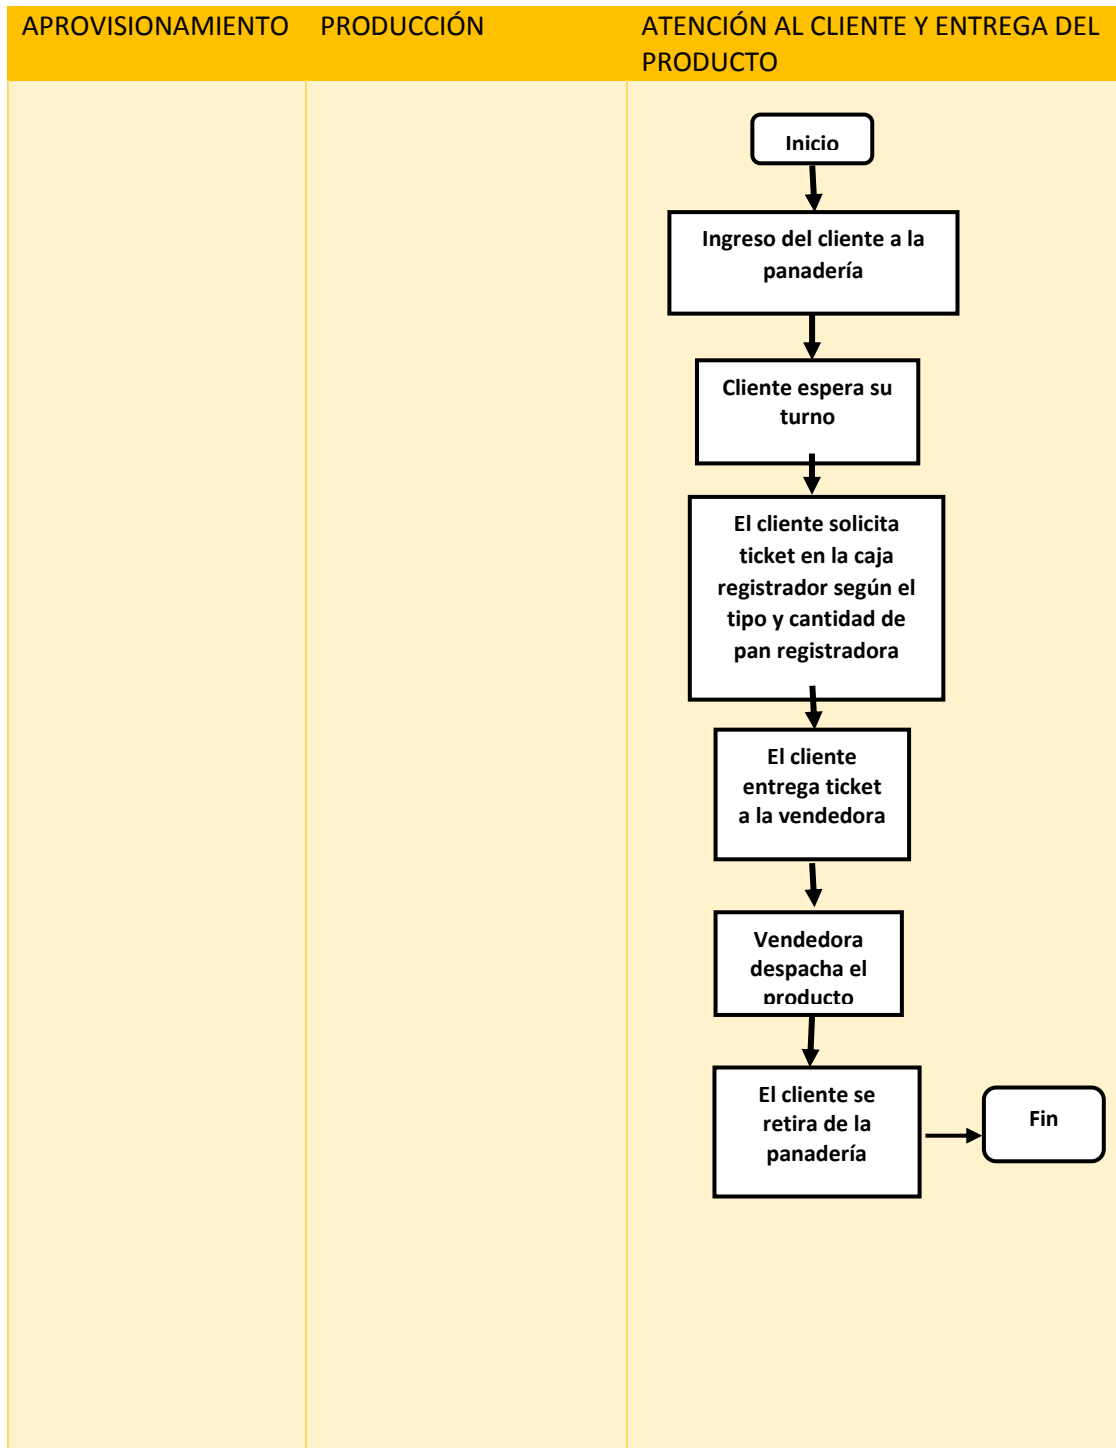 APROVISIONAMIENTO
PRODUCCIÓN
ATENCIÓN AL CLIENTE Y ENTREGA DEL
PRODUCTO
Inicio
Ingreso del cliente a la
panadería
Cliente espera su
turno
El cliente solicita
ticket en la caja
registrador según el
tipo y cantidad de
pan registradora
El cliente
entrega ticket
a la vendedora
Vendedora
despacha el
producto
El cliente se
retira de la
panadería
Fin